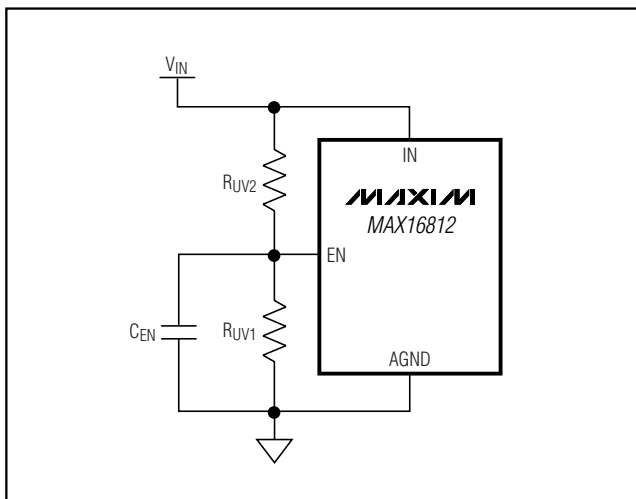 VIN
IN
RUV2
MAXIM
MAX16812
EN
CEN
RUV1
AGND